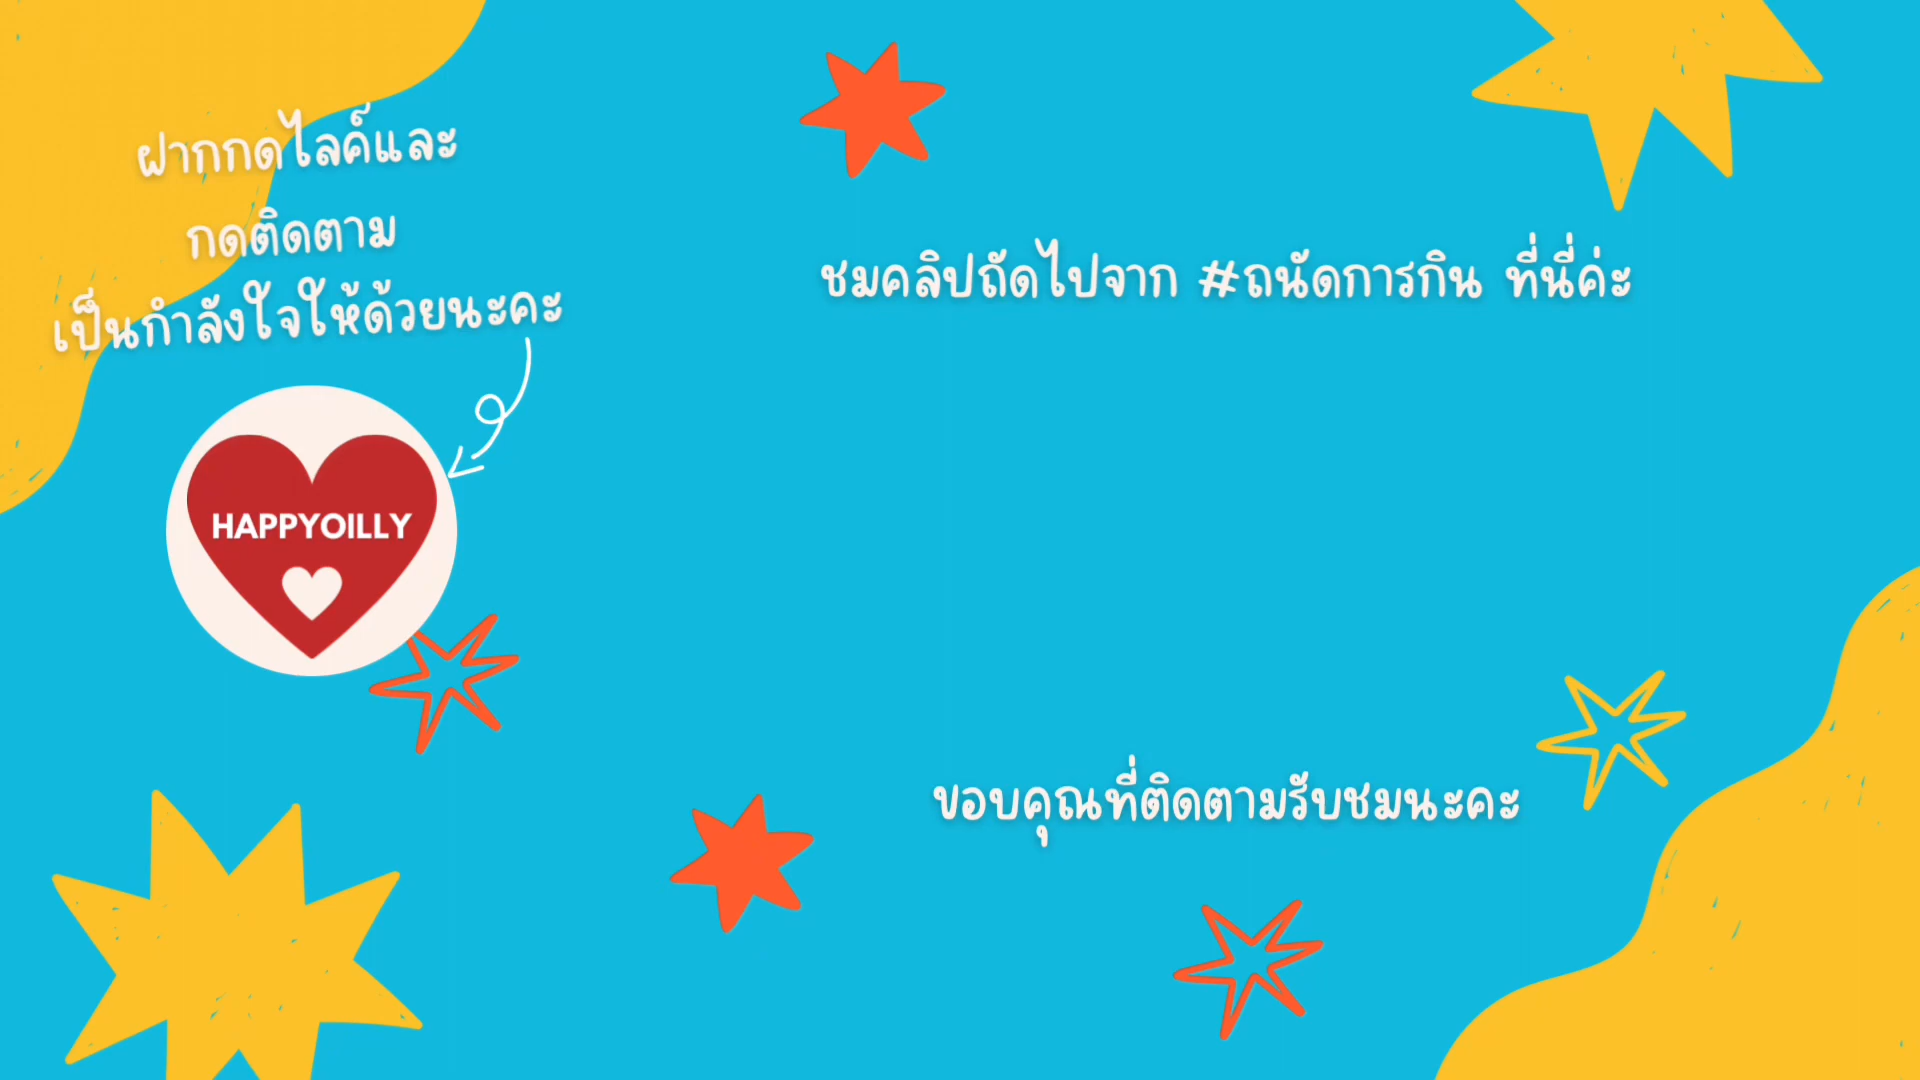 ฝากกดไลค์และ
กดติดตาม
เป็นกำลังใจให้ด้วยนะคะ
HAPPYOILLY
ชมคลิปถัดไปจาก #ถนัดการกิน ที่นี่ค่ะ
ขอบคุณที่ติดตามรับชมนะคะ